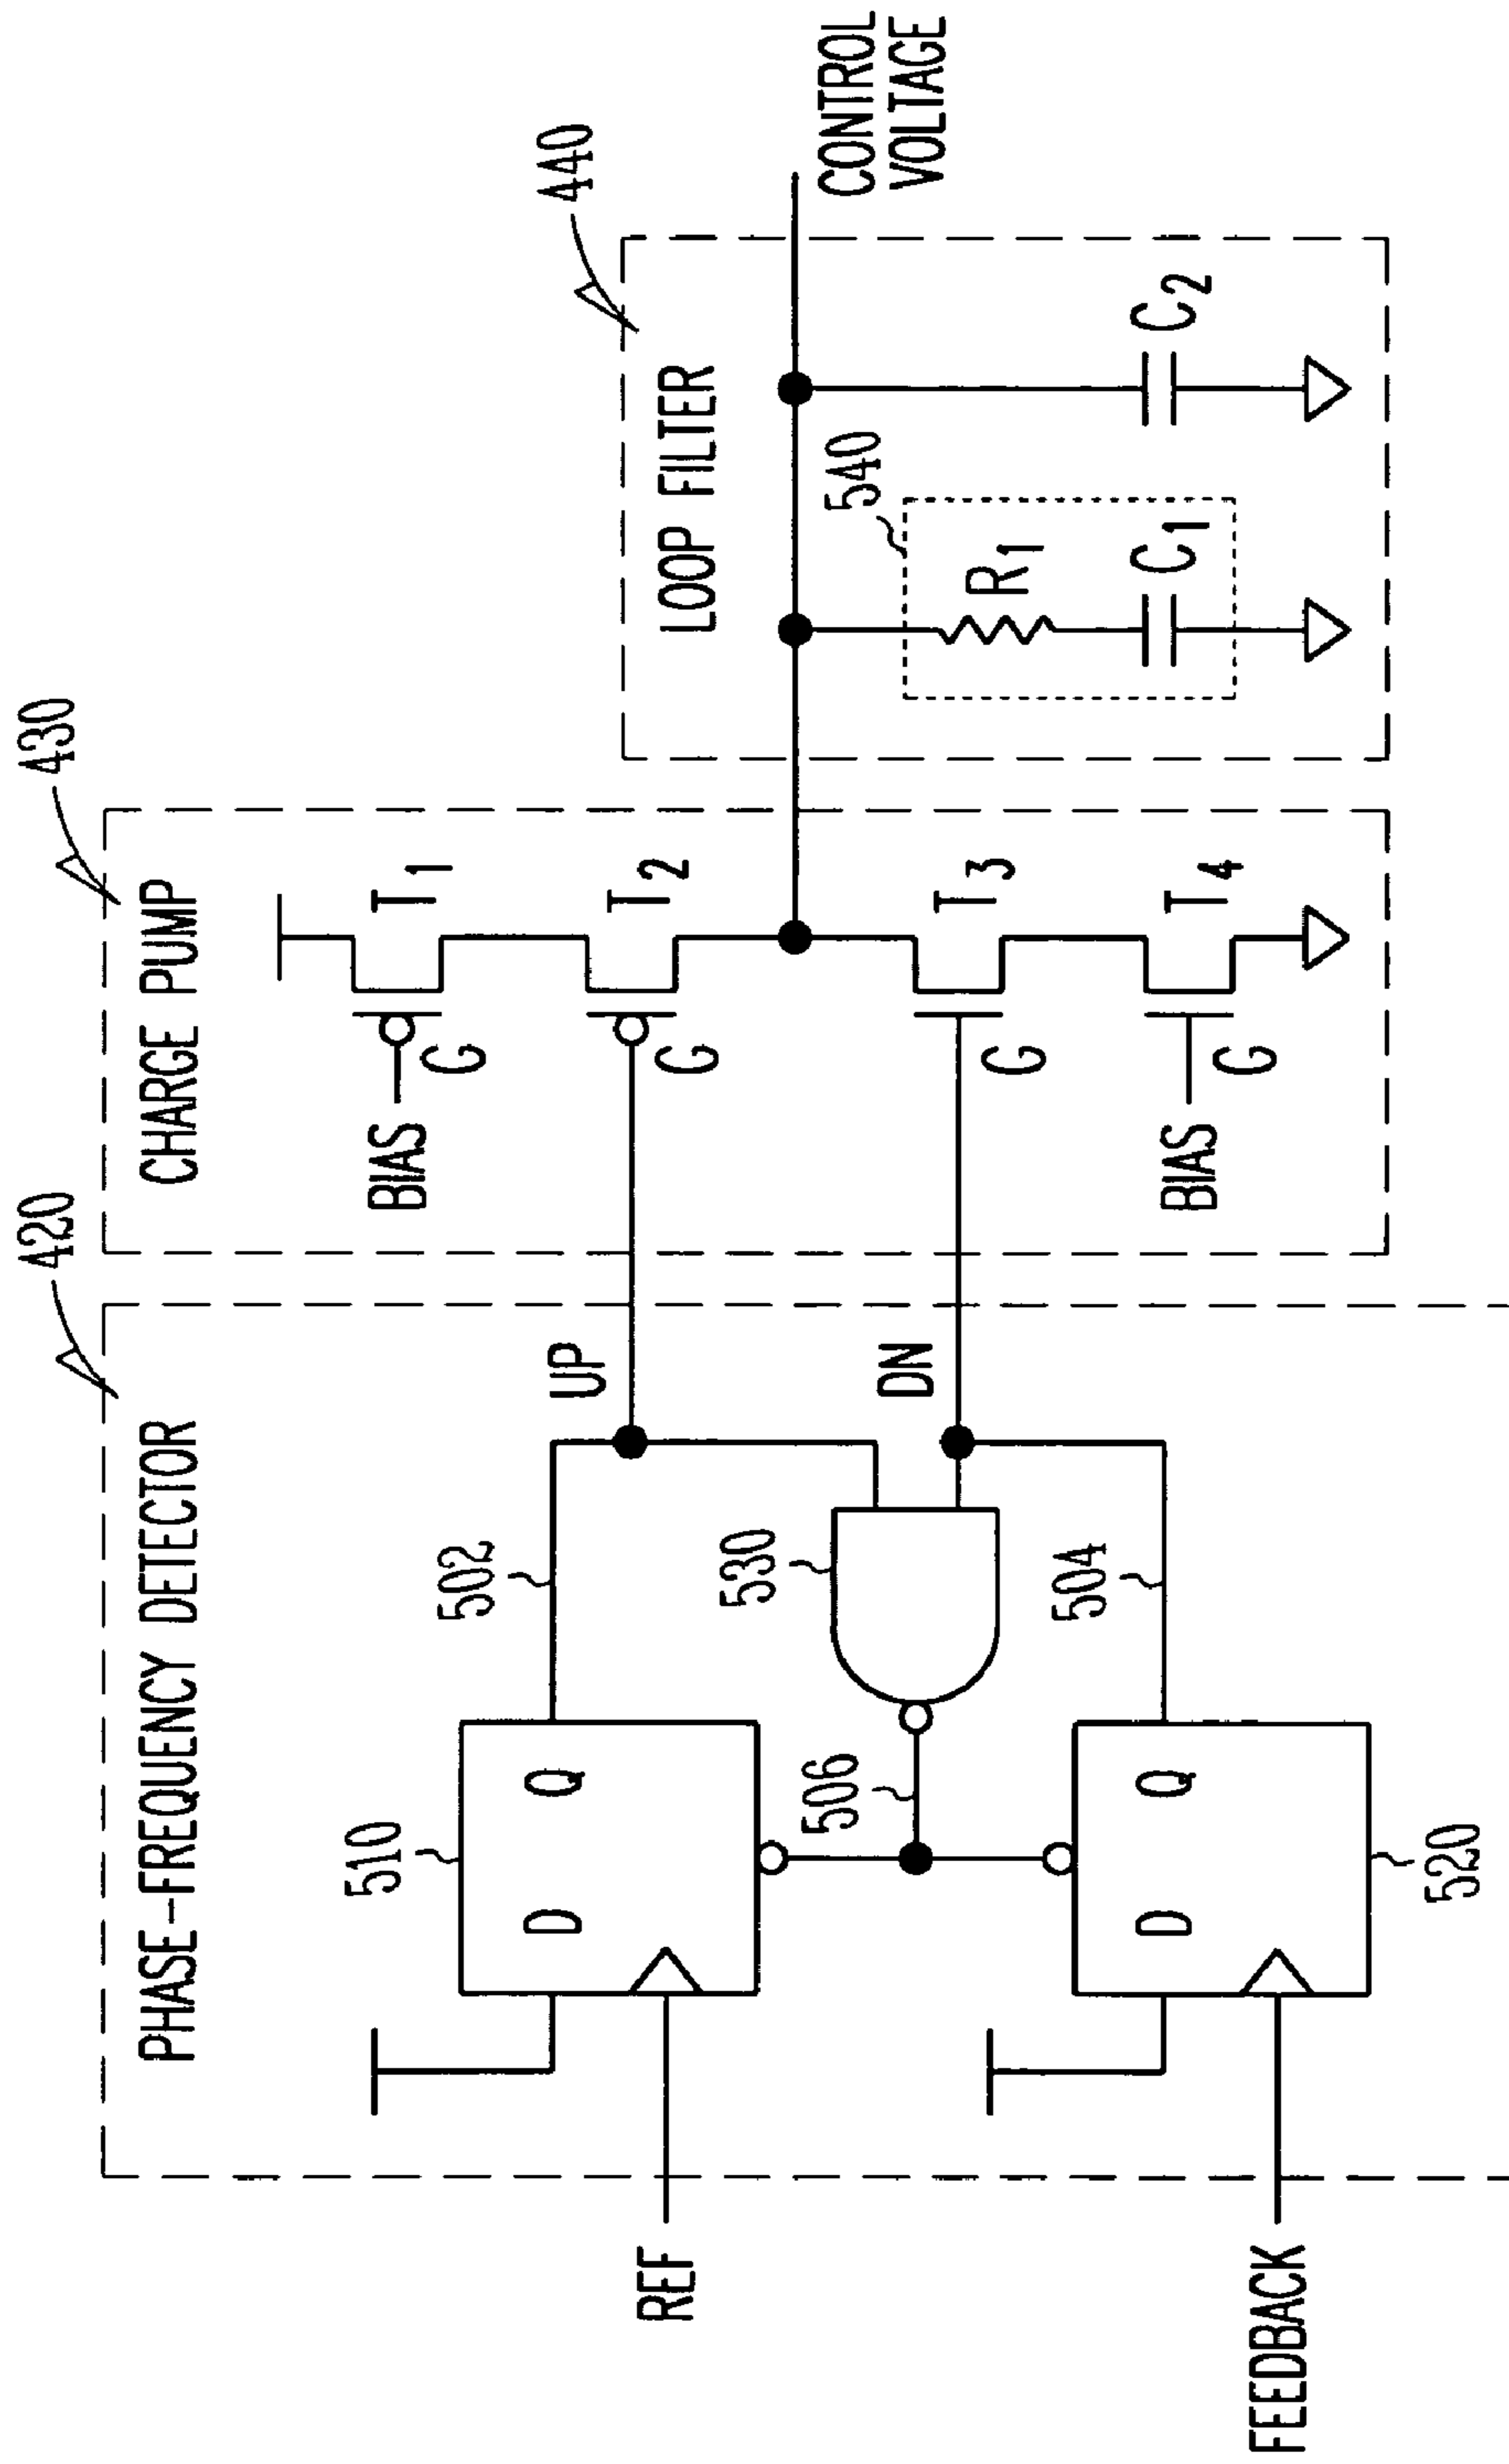 420
430
440
PHASE-FREQUENCY DETECTOR
CHARGE PUMP
LOOP FILTER
510
D
Q
502
UP
REF
506
530
DN
504
D
Q
520
FEEDBACK
BIAS
G
T1
G
T2
G
T3
BIAS
G
T4
540
R1
C1
C2
CONTROL
VOLTAGE